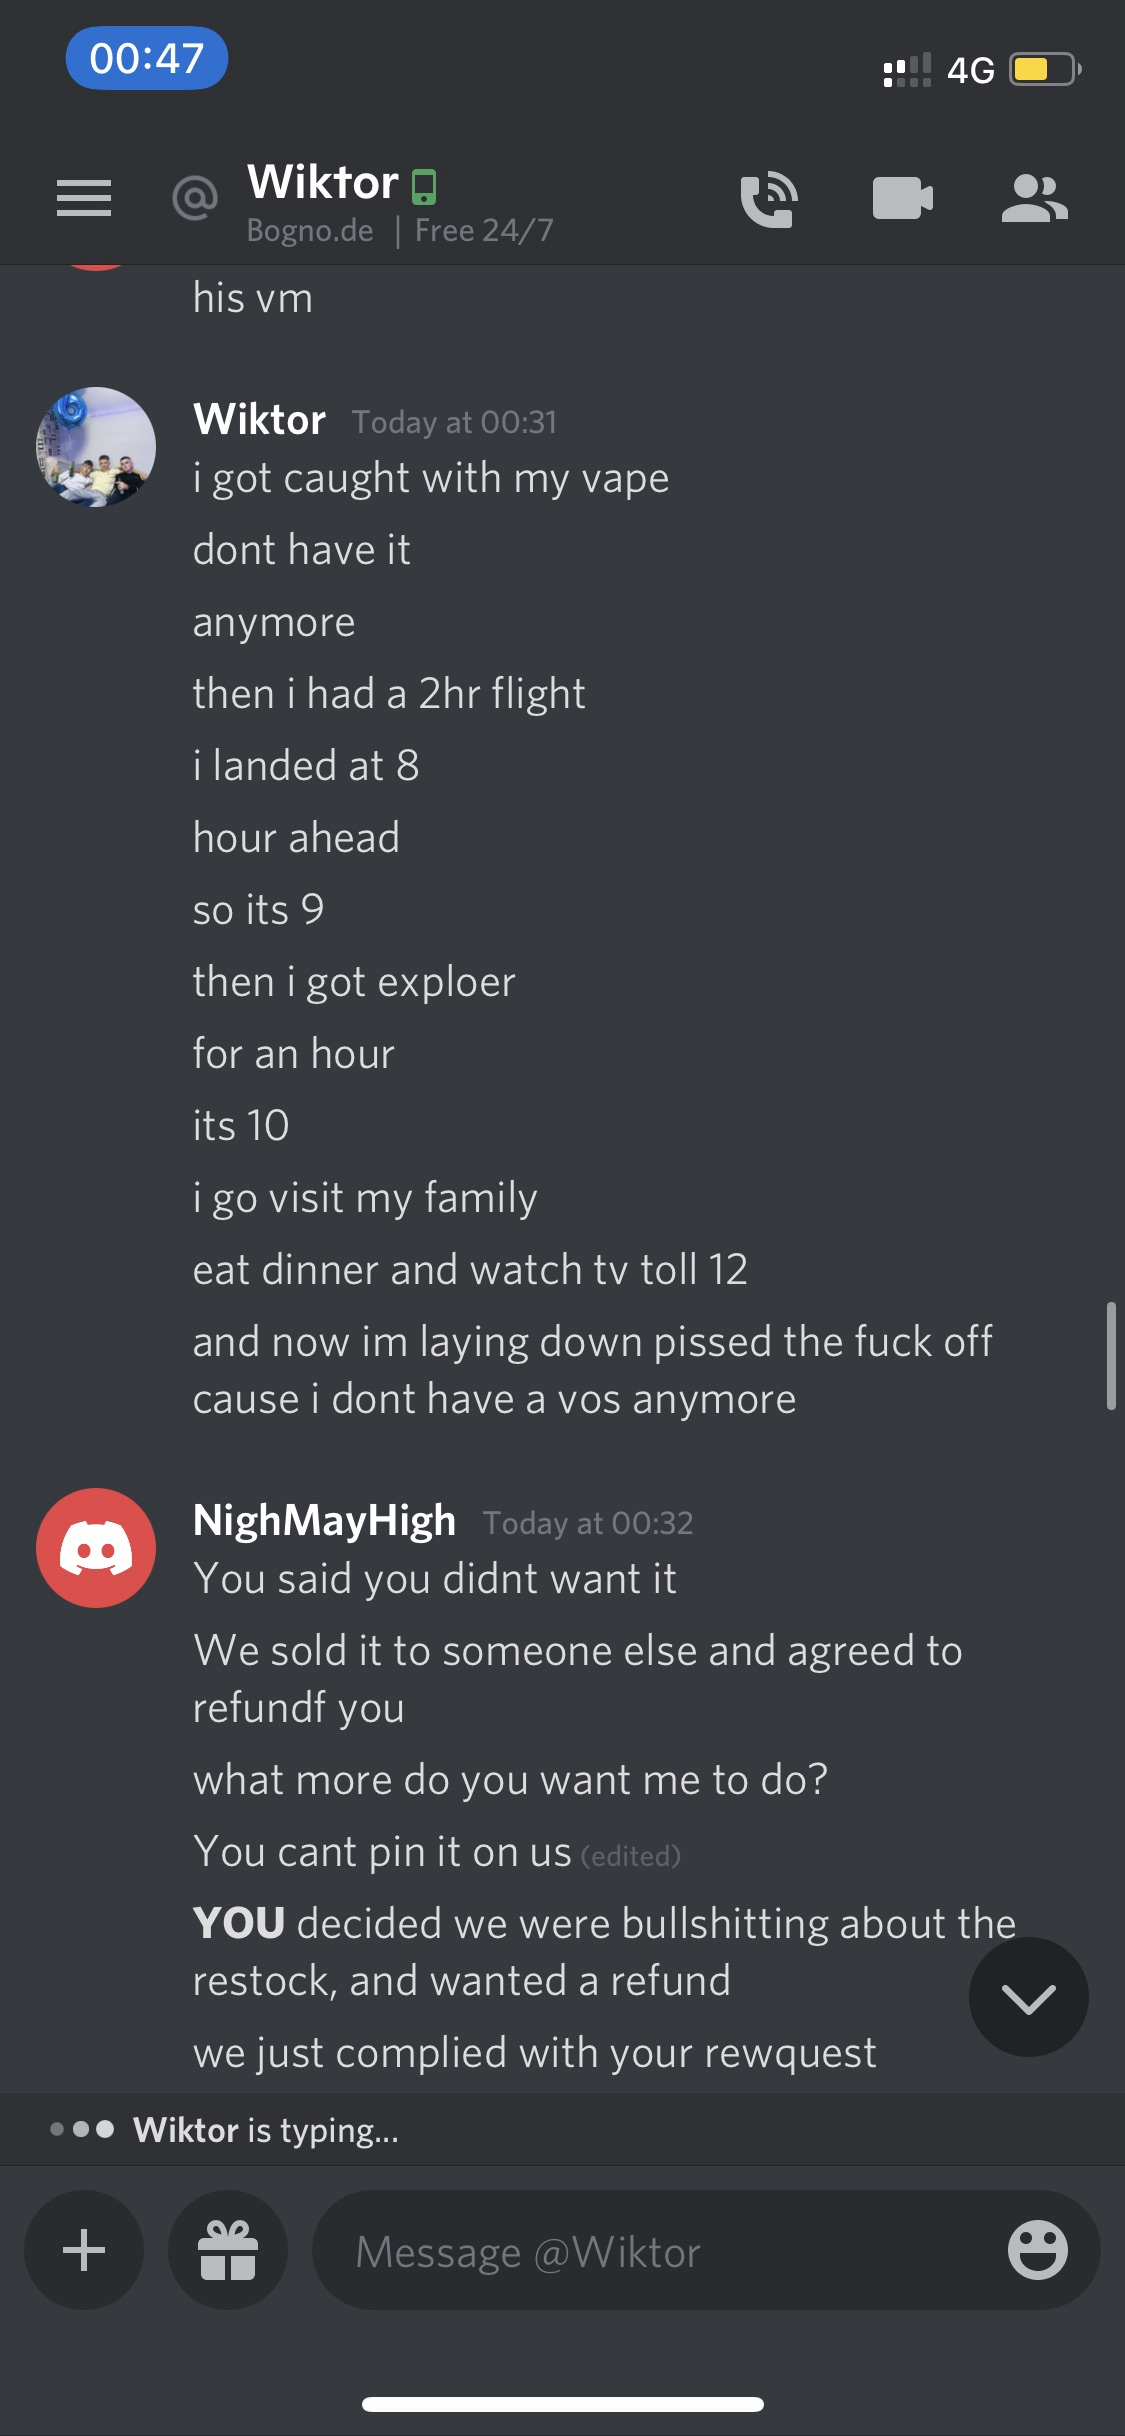 00:47
4G
Wiktor
Bogno.de | Free 24/7
his vm
6
Wiktor Today at 00:31
i got caught with my vape
dont have it
anymore
then i had a 2hr flight
i landed at 8
hour ahead
so its 9
then i got exploer
for an hour
its 10
i go visit my family
eat dinner and watch tv toll 12
and now im laying down pissed the fuck off
cause i dont have a vos anymore
NighMayHigh Today at 00:32
You said you didnt want it
We sold it to someone else and agreed to
refundf you
what more do you want me to do?
You cant pin it on us (edited)
YOU decided we were bullshitting about the
restock, and wanted a refund
we just complied with your rewquest
Wiktor is typing...
Message @Wiktor